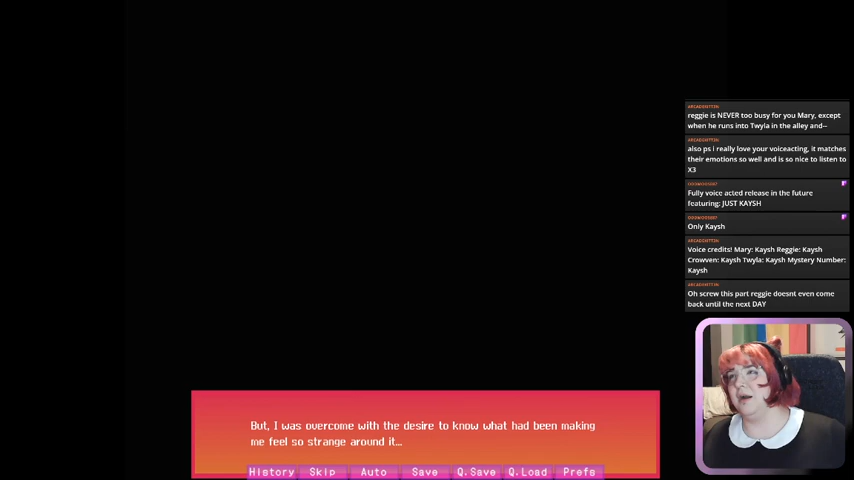 ARCADEKITTEN
reggie is NEVER too busy for you Mary, except
when he runs into Twyla in the alley and--
ARCADEKITTEN
also ps i really love your voiceacting, it matches
their emotions so well and is so nice to listen to
X3
Fully voice acted release in the future
featuring: JUST KAYSH
Only Kaysh
ARCADEKITTEN
Voice credits! Mary: Kaysh Reggie: Kaysh
Crowven: Kaysh Twyla: Kaysh Mystery Number:
Kaysh
ARCADEKITTEN
Oh screw this part reggie doesnt even come
back until the next DAY
But, I was overcome with the desire to know what had been making
me feel so strange around it...
History Skip Auto Save Q.Save Q.Load Prefs